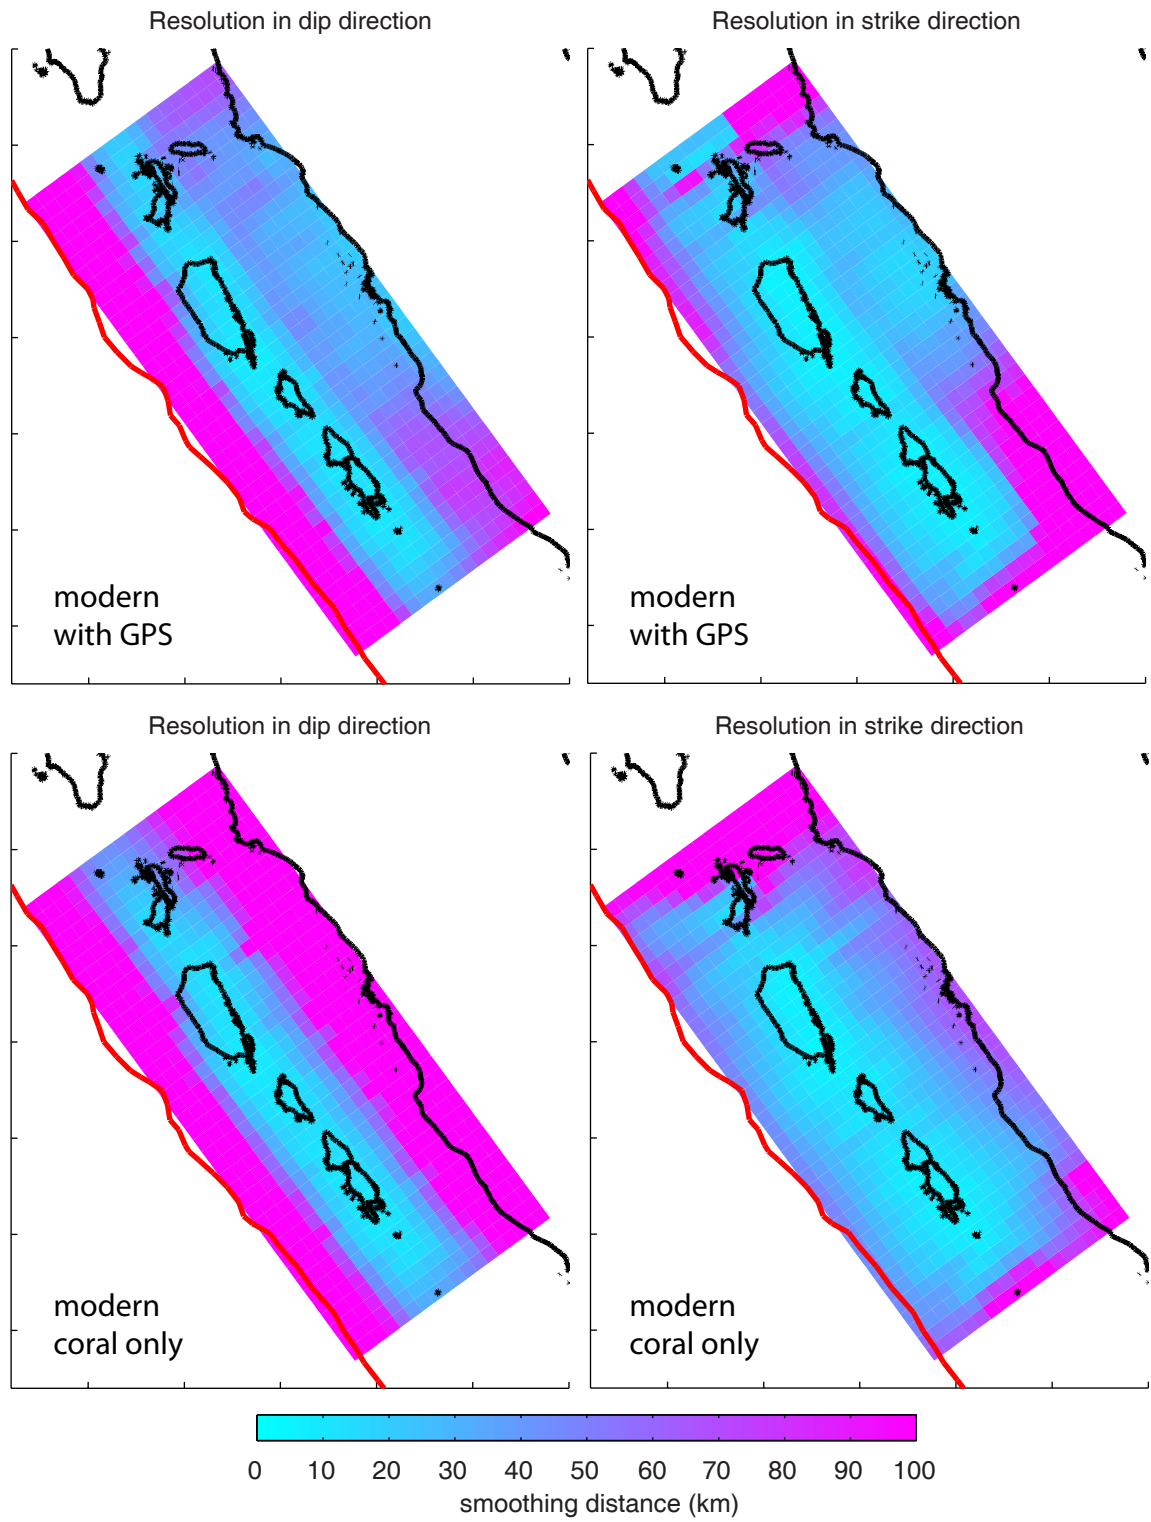 Resolution in dip direction
Resolution in strike direction
modern
with GPS
modern
with GPS
Resolution in dip direction
Resolution in strike direction
modern
coral only
modern
coral only
0 10 20 30 40 50 60 70 80 90 100
smoothing distance (km)